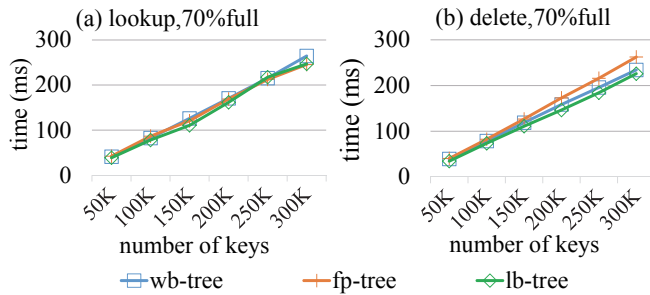 (a) lookup,70%full
(b) delete,70%full
time (ms)
300
200
100
0
50K
100K
150K
200K
250K
300K
number of keys
time (ms)
300
200
100
0
50K
100K
150K
200K
250K
300K
number of keys
wb-tree
fp-tree
lb-tree